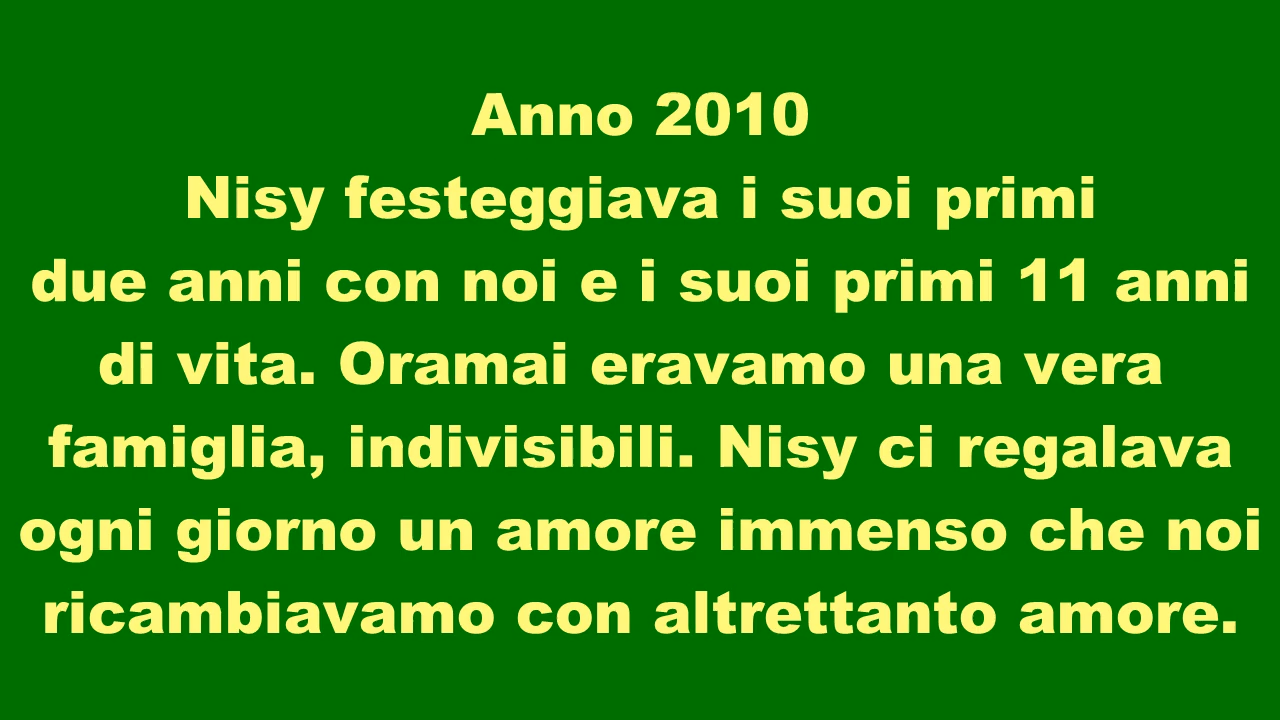 Anno 2010
Nisy festeggiava i suoi primi
due anni con noi e i suoi primi 11 anni
di vita. Oramai eravamo una vera
famiglia, indivisibili. Nisy ci regalava
ogni giorno un amore immenso che noi
ricambiavamo con altrettanto amore.